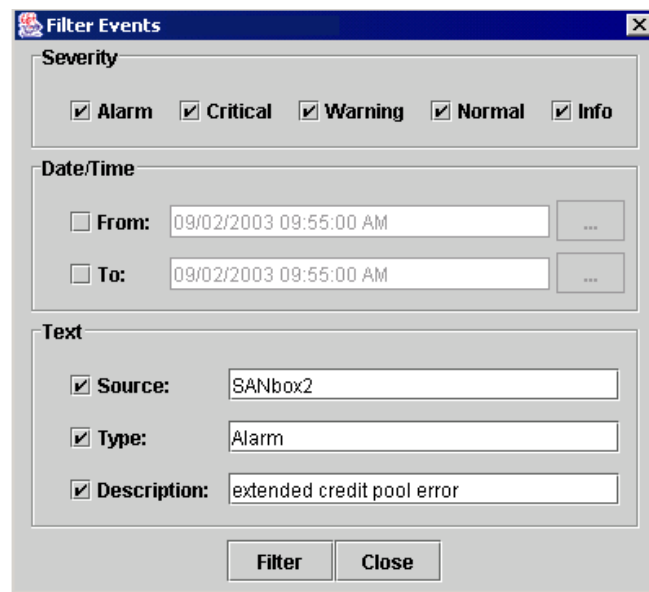 Filter Events
Severity
Alarm Critical Warning Normal Info
Date/Time
From: 09/02/2003 09:55:00 AM ...
To: 09/02/2003 09:55:00 AM ...
Text
Source: SANbox2
Type: Alarm
Description: extended credit pool error
Filter Close